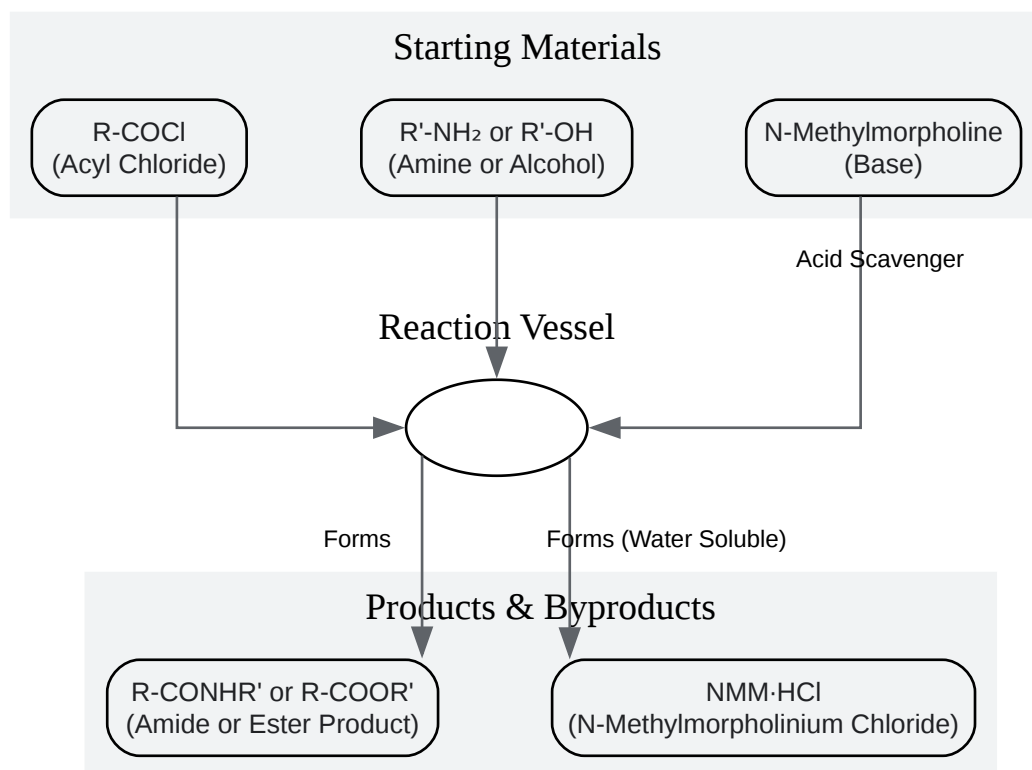 Starting Materials
R-COCl
(Acyl Chloride)
R'-NH₂ or R'-OH
(Amine or Alcohol)
N-Methylmorpholine
(Base)
Acid Scavenger
Reaction Vessel
Forms
Forms (Water Soluble)
Products & Byproducts
R-CONHR' or R-COOR'
(Amide or Ester Product)
NMM·HCl
(N-Methylmorpholinium Chloride)